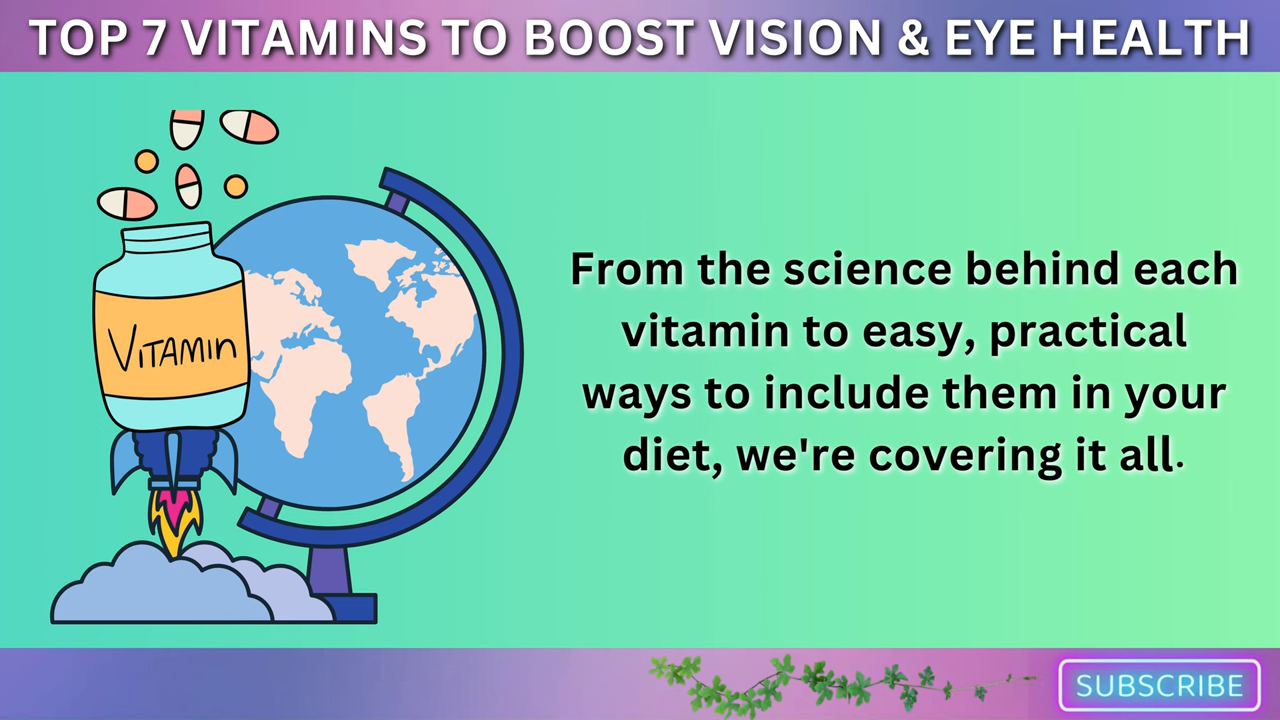 TOP 7 VITAMINS TO BOOST VISION & EYE HEALTH
VITAMIN
From the science behind each
vitamin to easy, practical
ways to include them in your
diet, we're covering it all.
SUBSCRIBE